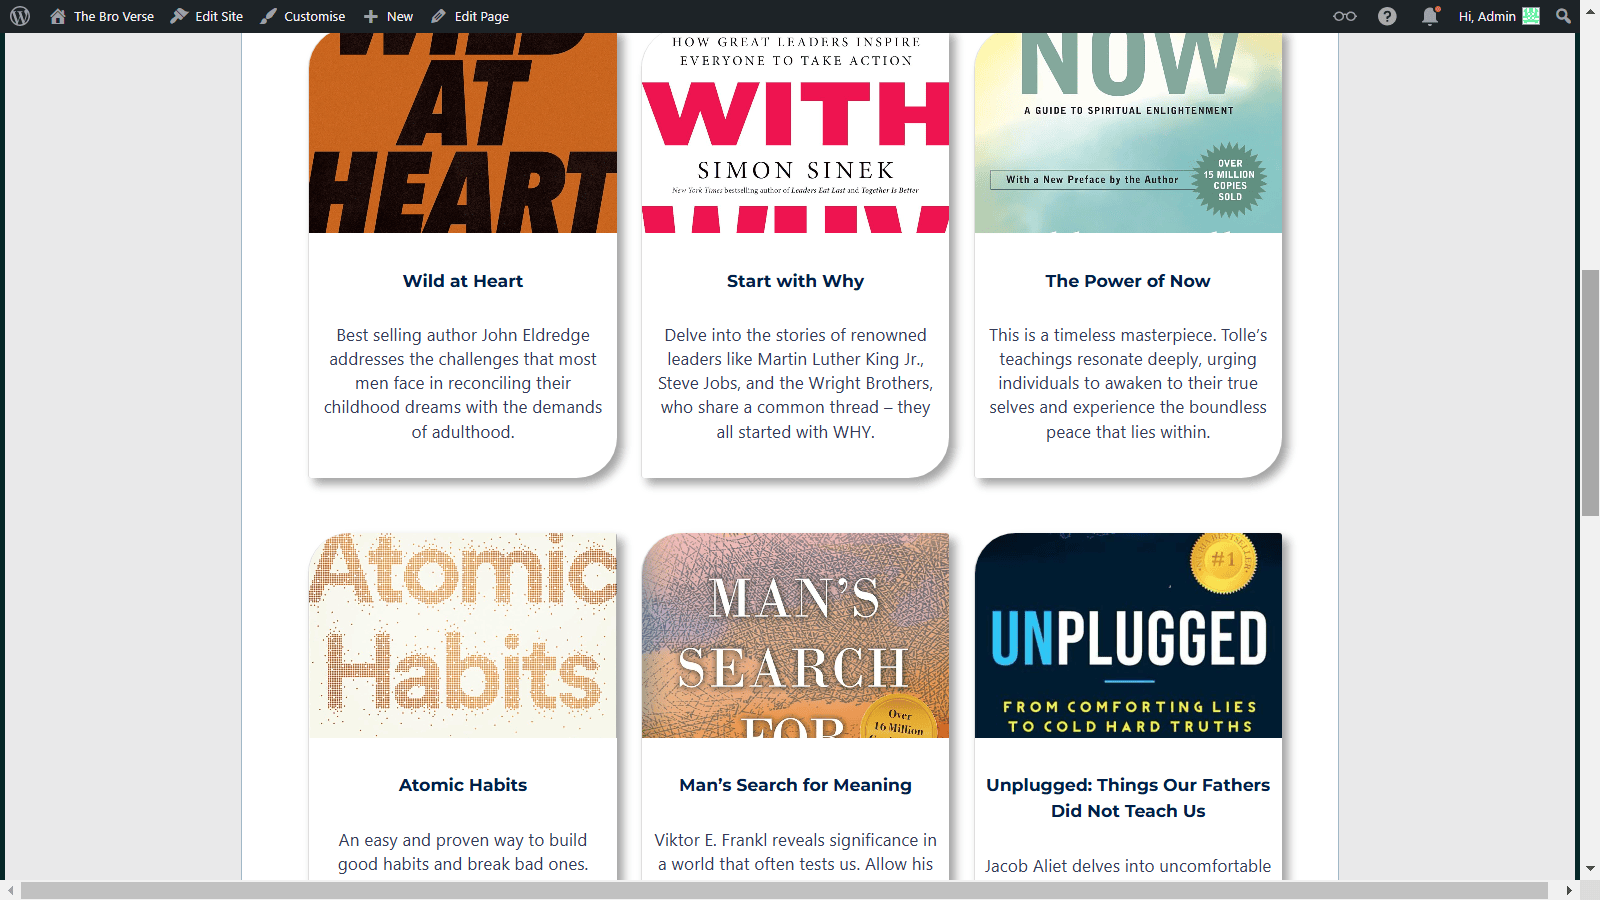 The Bro Verse Edit Site Customise New Edit Page Hi, Admin
WILD
AT
HEART
HOW GREAT LEADERS INSPIRE
EVERYONE TO TAKE ACTION
WITH
SIMON SINEK
New York Times bestselling author of Leaders Eat Last and Together Is Better
WHY
NOW
A GUIDE TO SPIRITUAL ENLIGHTENMENT
With a New Preface by the Author
OVER
15 MILLION
COPIES
SOLD
Wild at Heart
Best selling author John Eldredge
addresses the challenges that most
men face in reconciling their
childhood dreams with the demands
of adulthood.
Start with Why
Delve into the stories of renowned
leaders like Martin Luther King Jr.,
Steve Jobs, and the Wright Brothers,
who share a common thread – they
all started with WHY.
The Power of Now
This is a timeless masterpiece. Tolle’s
teachings resonate deeply, urging
individuals to awaken to their true
selves and experience the boundless
peace that lies within.
Atomic
Habits
MAN’S
SEARCH
FOR
Over
16 Million
#1
UNPLUGGED
FROM COMFORTING LIES
TO COLD HARD TRUTHS
Atomic Habits
An easy and proven way to build
good habits and break bad ones.
Man’s Search for Meaning
Viktor E. Frankl reveals significance in
a world that often tests us. Allow his
Unplugged: Things Our Fathers
Did Not Teach Us
Jacob Aliet delves into uncomfortable